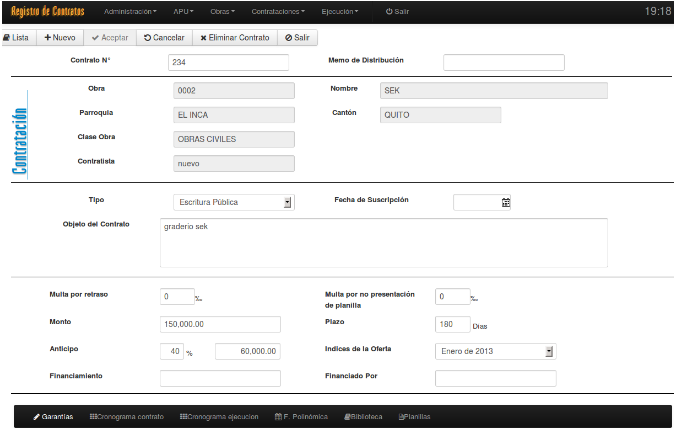 Registro de Contratos Administración APU Obras Contrataciones Ejecución Salir 19:18
Lista Nuevo Aceptar Cancelar Eliminar Contrato Salir
Contrato N° 234 Memo de Distribución
Contratación
Obra 0002 Nombre SEK
Parroquia EL INCA Cantón QUITO
Clase Obra OBRAS CIVILES
Contralista nuevo
Tipo Escritura Pública Fecha de Suscripción
Objeto del Contrato graderio sek
Multa por retraso 0 ‰ Multa por no presentación
de planilla 0 ‰
Monto 150,000.00 Plazo 180 Días
Anticipo 40 % 60,000.00 Indices de la Oferta Enero de 2013
Financiamiento Financiado Por
Garantías Cronograma contrato Cronograma ejecucion F. Polinómica Biblioteca Planillas